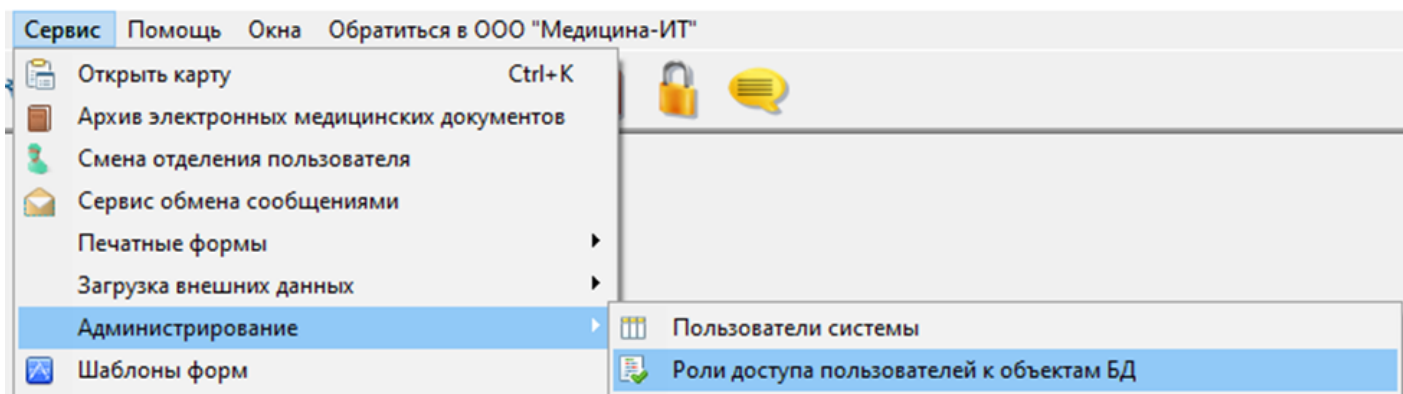 Сервис Помощь Окна Обратиться в ООО "Медицина-ИТ"
Открыть карту Ctrl+K
Архив электронных медицинских документов
Смена отделения пользователя
Сервис обмена сообщениями
Печатные формы
Загрузка внешних данных
Администрирование
Пользователи системы
Шаблоны форм
Роли доступа пользователей к объектам БД